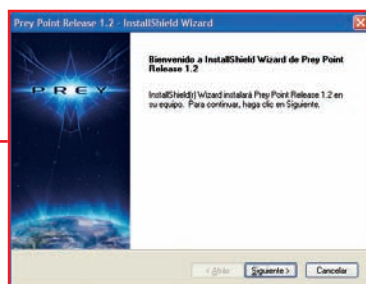 Prey Point Release 1.2 - InstallShield Wizard
PREY
Bienvenido a InstallShield Wizard de Prey Point
Release 1.2
InstallShield(r) Wizard instalará Prey Point Release 1.2 en
su equipo. Para continuar, haga clic en Siguiente.
< Atrás
Siguiente >
Cancelar